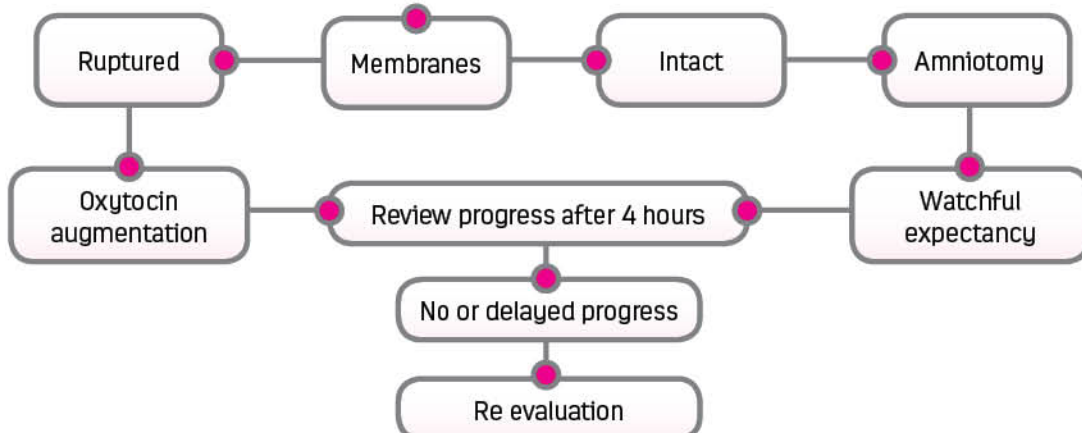 Ruptured
Membranes
Intact
Amniotomy
Oxytocin
augmentation
Review progress after 4 hours
Watchful
expectancy
No or delayed progress
Re evaluation